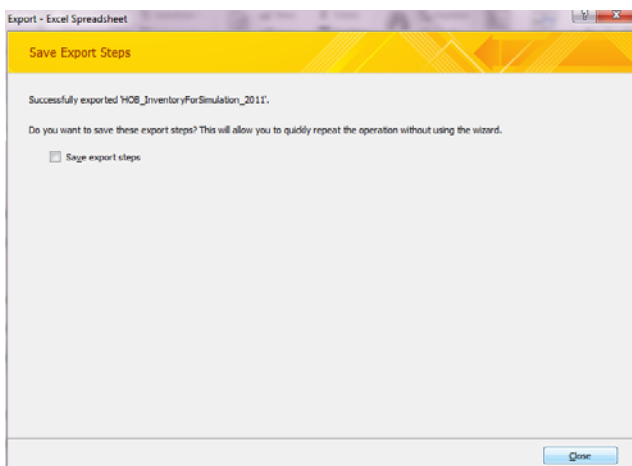 Export - Excel Spreadsheet
Save Export Steps
Successfully exported 'HOB_InventoryForSimulation_2011'.
Do you want to save these export steps? This will allow you to quickly repeat the operation without using the wizard.
Save export steps
Close